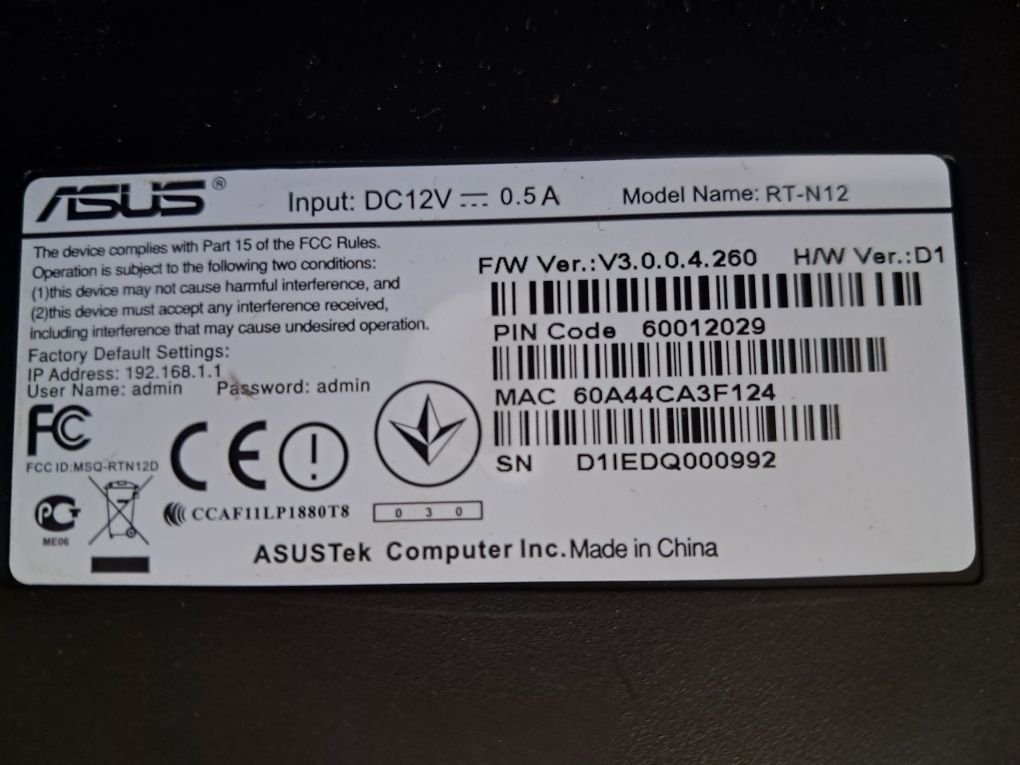 ASUS® Input: DC12V ⎓ 0.5A Model Name: RT-N12
The device complies with Part 15 of the FCC Rules.
Operation is subject to the following two conditions:
(1)this device may not cause harmful interference, and
(2)this device must accept any interference received,
including interference that may cause undesired operation.
Factory Default Settings:
IP Address: 192.168.1.1
User Name: admin Password: admin
F/W Ver.:V3.0.0.4.260 H/W Ver.:D1
PIN Code 60012029
MAC 60A44CA3F124
SN D1IEDQ000992
FC
FCC ID:MSQ-RTN12D
CE
PG
ME06
CCAF11LP1880T8
0 3 0
ASUSTek Computer Inc. Made in China